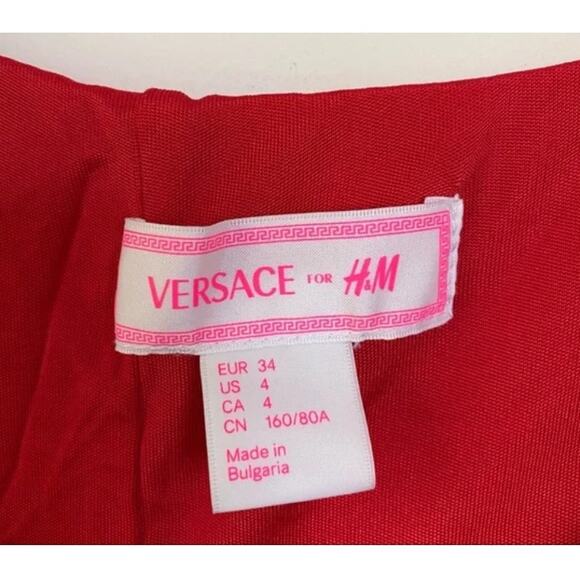 VERSACE FOR H&M
EUR 34
US 4
CA 4
CN 160/80A
Made in
Bulgaria